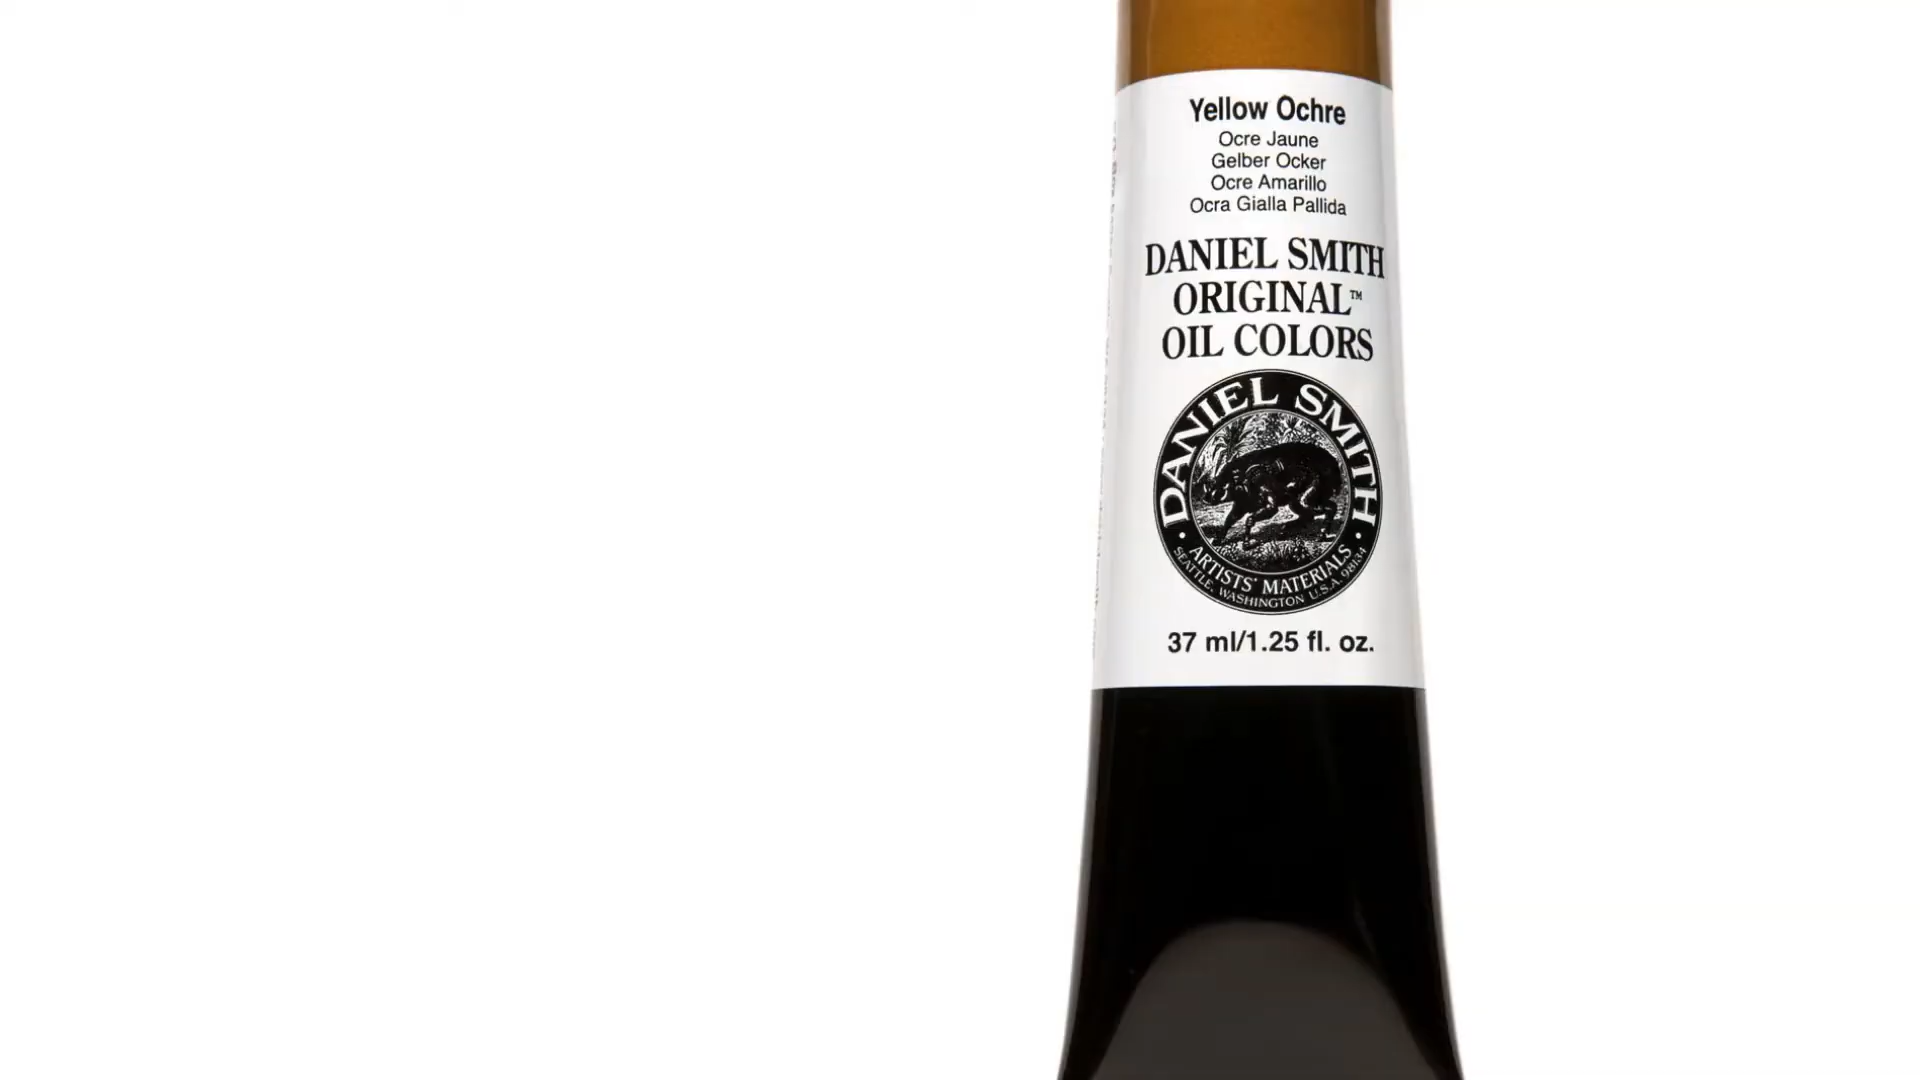 Yellow Ochre
Ocre Jaune
Gelber Ocker
Ocre Amarillo
Ocra Gialla Pallida
DANIEL SMITH
ORIGINAL™
OIL COLORS
DANIEL SMITH
• ARTISTS' MATERIALS •
SEATTLE, WASHINGTON U.S.A. 98134
37 ml/1.25 fl. oz.